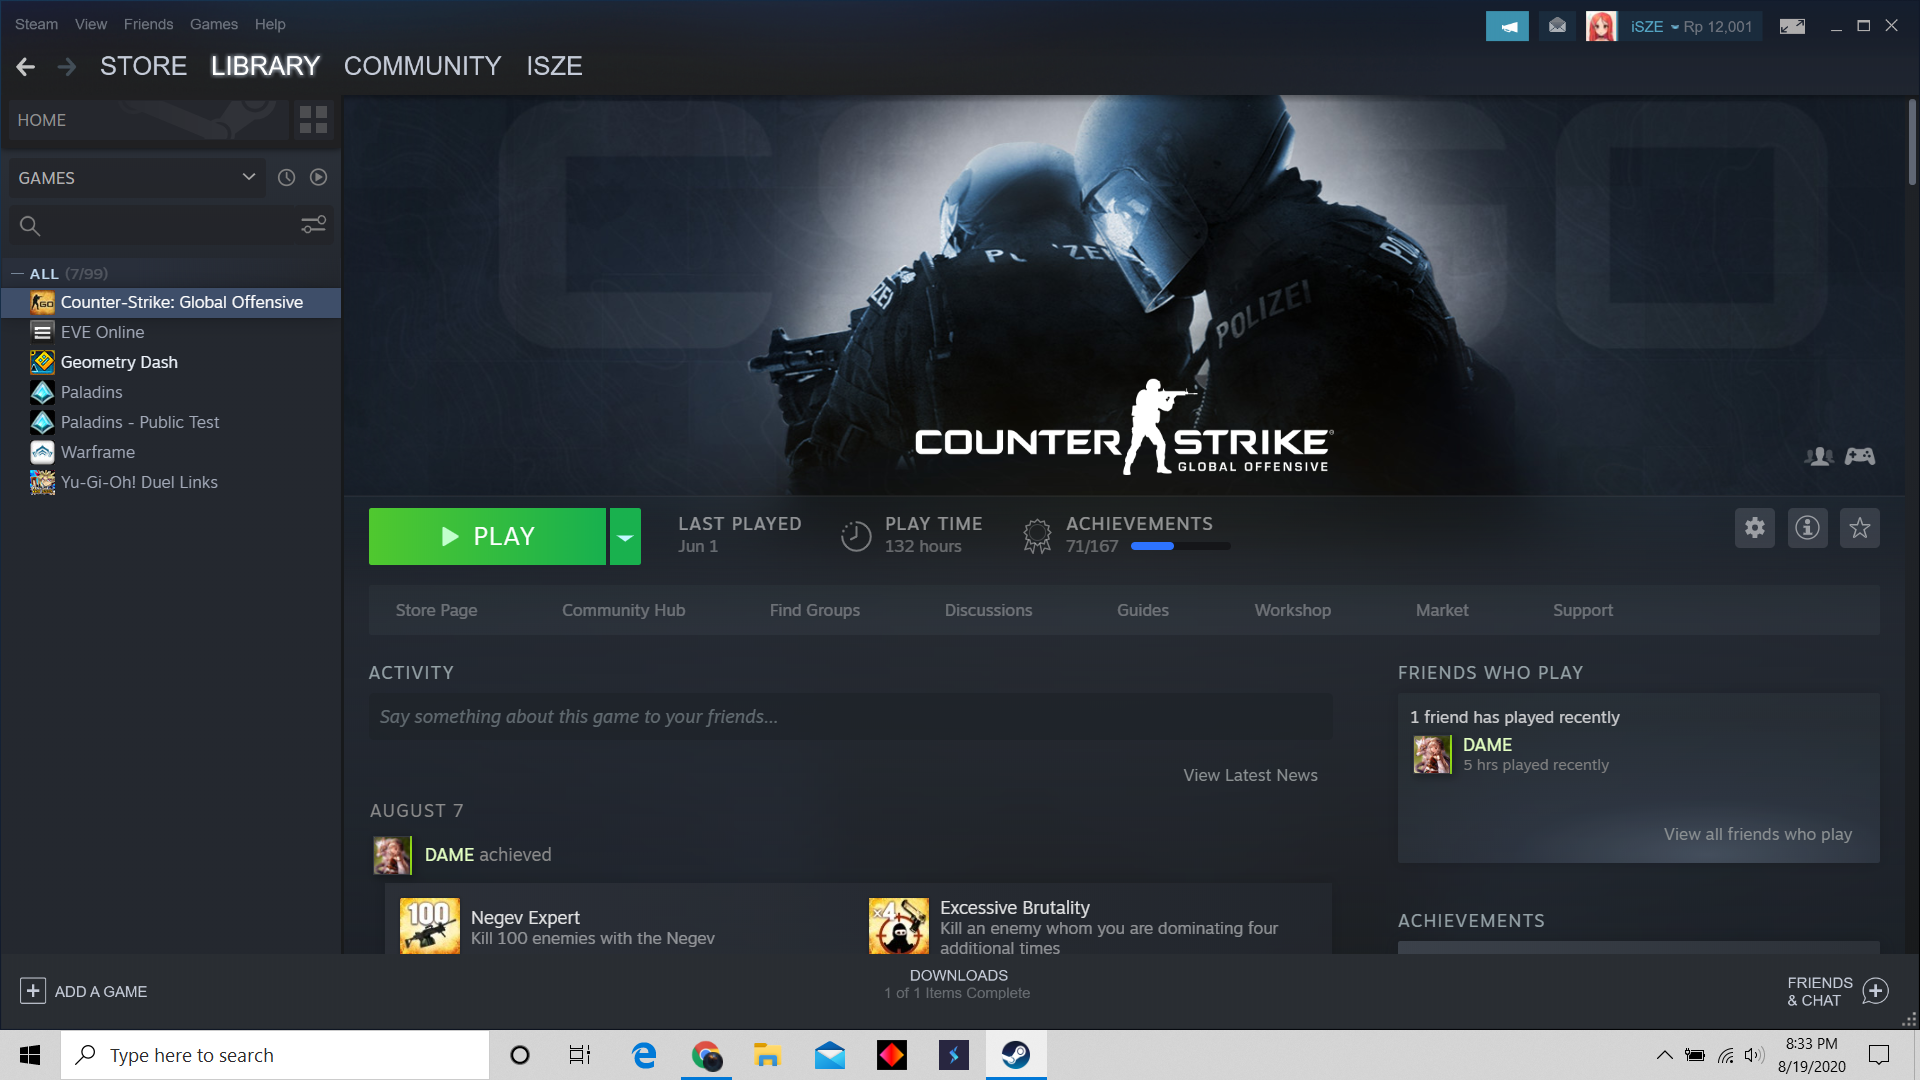 Steam View Friends Games Help
iSZE Rp 12,001
STORE LIBRARY COMMUNITY ISZE
HOME
GAMES
— ALL (7/99)
Counter-Strike: Global Offensive
EVE Online
Geometry Dash
Paladins
Paladins - Public Test
Warframe
Yu-Gi-Oh! Duel Links
CSGO
POLIZEI
POLIZEI
COUNTER STRIKE
GLOBAL OFFENSIVE
PLAY
LAST PLAYED
Jun 1
PLAY TIME
132 hours
ACHIEVEMENTS
71/167
Store Page Community Hub Find Groups Discussions Guides Workshop Market Support
ACTIVITY
Say something about this game to your friends...
View Latest News
AUGUST 7
DAME achieved
100
Negev Expert
Kill 100 enemies with the Negev
x4
Excessive Brutality
Kill an enemy whom you are dominating four
additional times
FRIENDS WHO PLAY
1 friend has played recently
DAME
5 hrs played recently
View all friends who play
ACHIEVEMENTS
ADD A GAME
DOWNLOADS
1 of 1 Items Complete
FRIENDS
& CHAT
Type here to search
8:33 PM
8/19/2020